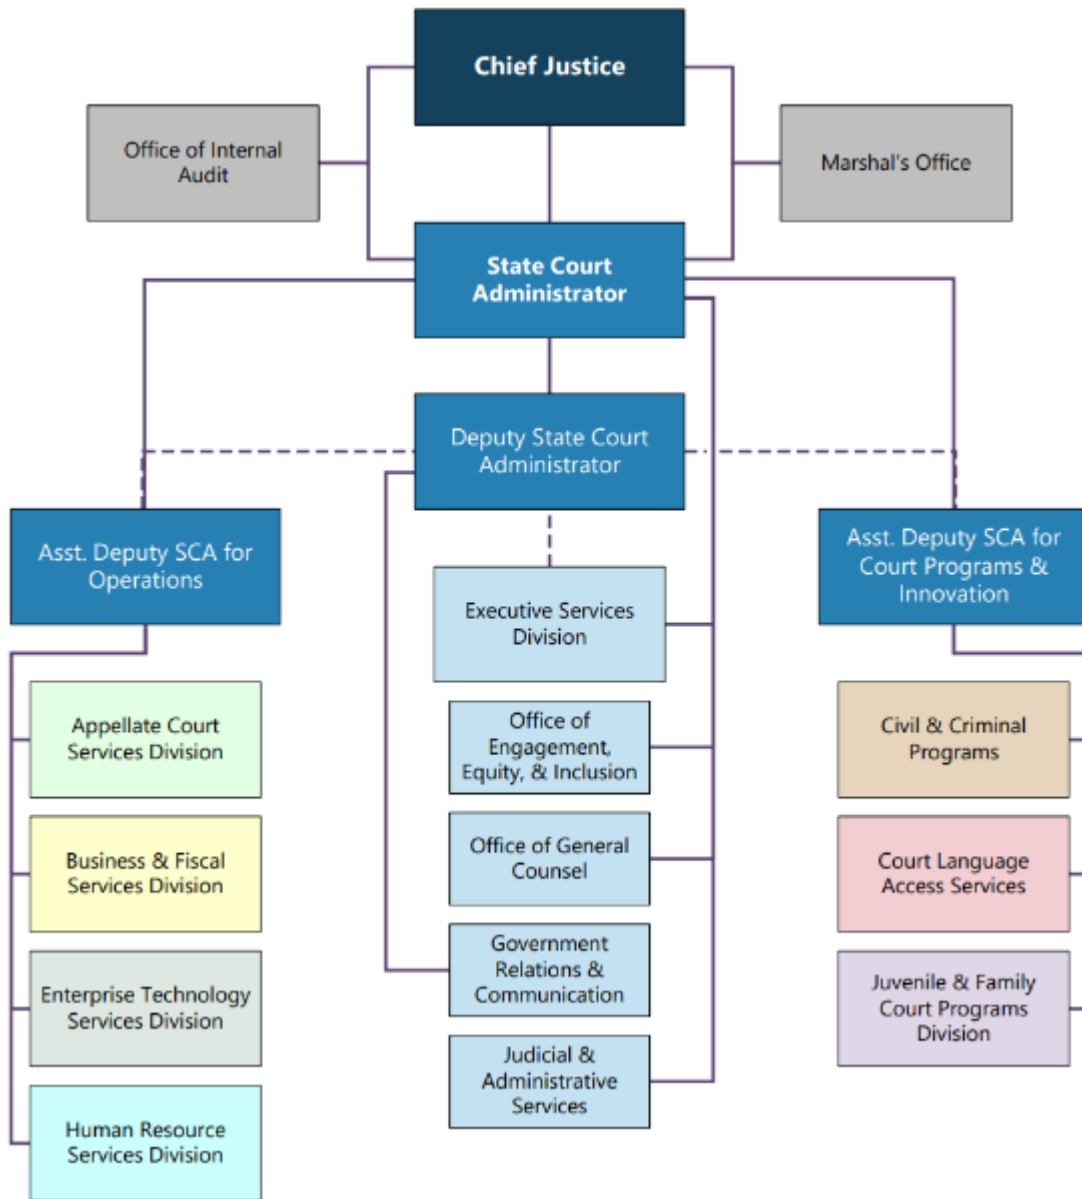 Chief Justice
Office of Internal
Audit
Marshal's Office
State Court
Administrator
Deputy State Court
Administrator
Asst. Deputy SCA for
Operations
Asst. Deputy SCA for
Court Programs &
Innovation
Executive Services
Division
Office of
Engagement,
Equity, & Inclusion
Office of General
Counsel
Government
Relations &
Communication
Judicial &
Administrative
Services
Appellate Court
Services Division
Business & Fiscal
Services Division
Enterprise Technology
Services Division
Human Resource
Services Division
Civil & Criminal
Programs
Court Language
Access Services
Juvenile & Family
Court Programs
Division